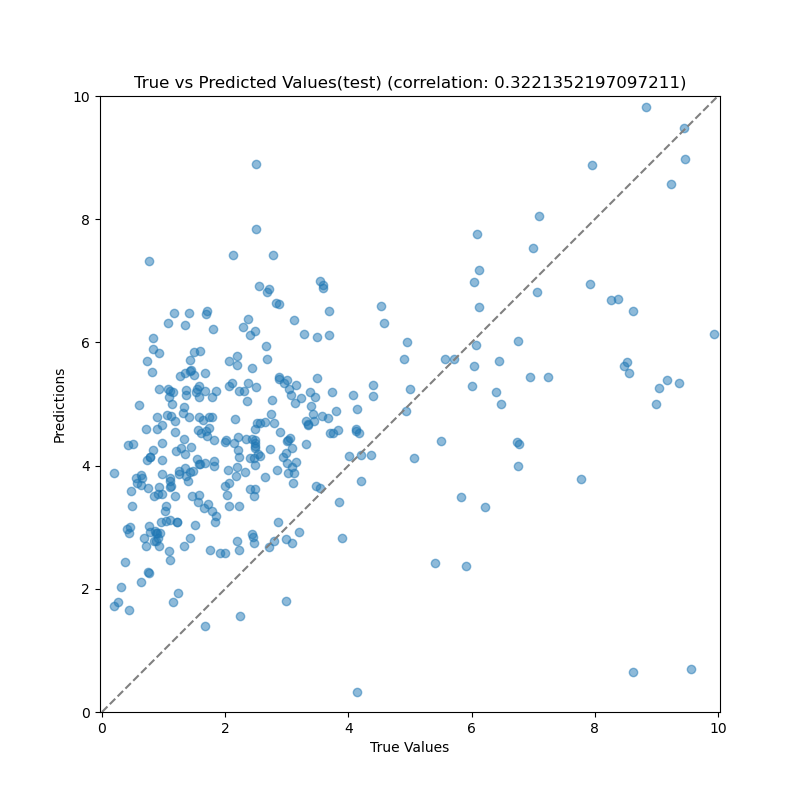 True vs Predicted Values(test) (correlation: 0.3221352197097211)
10
8
6
4
2
0
Predictions
0 2 4 6 8 10
True Values